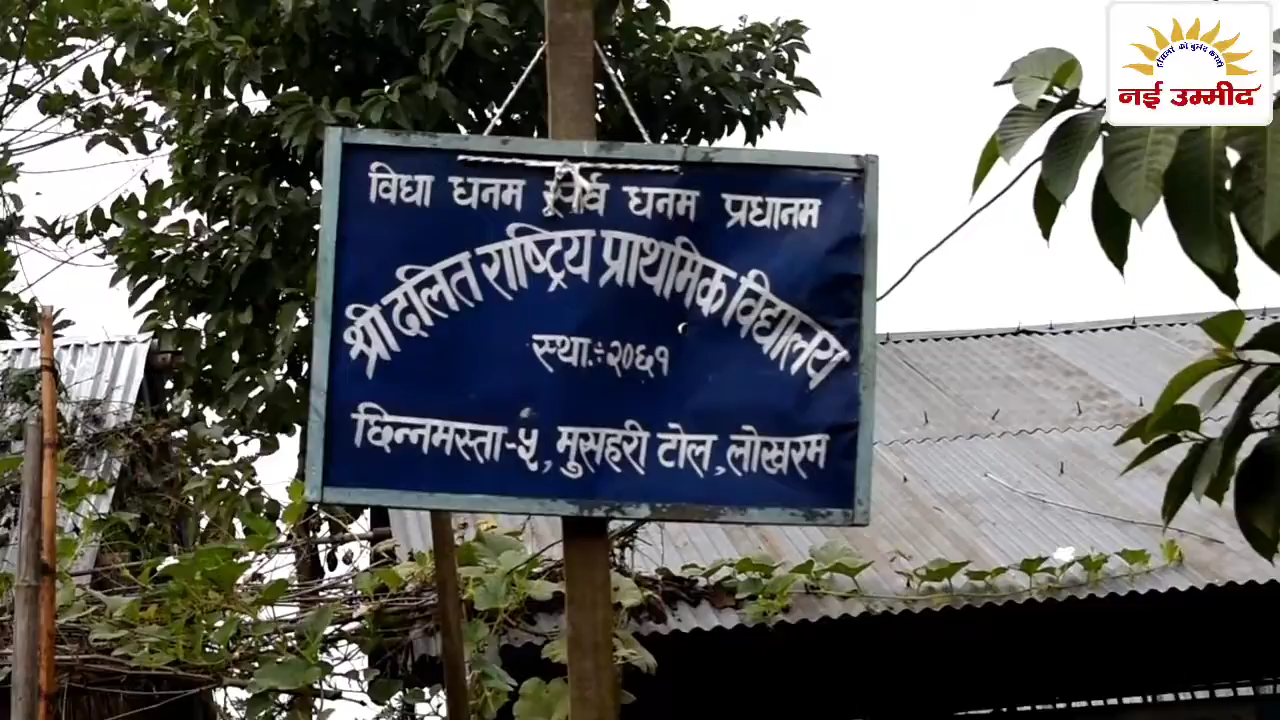 विधा धनम सर्व धनम प्रधानम
श्री दलित राष्ट्रिय प्राथमिक विद्यालय
स्था.÷२०६१
छिन्नमस्ता-५, मुसहरी टोल, लोखरम
नई उम्मीद